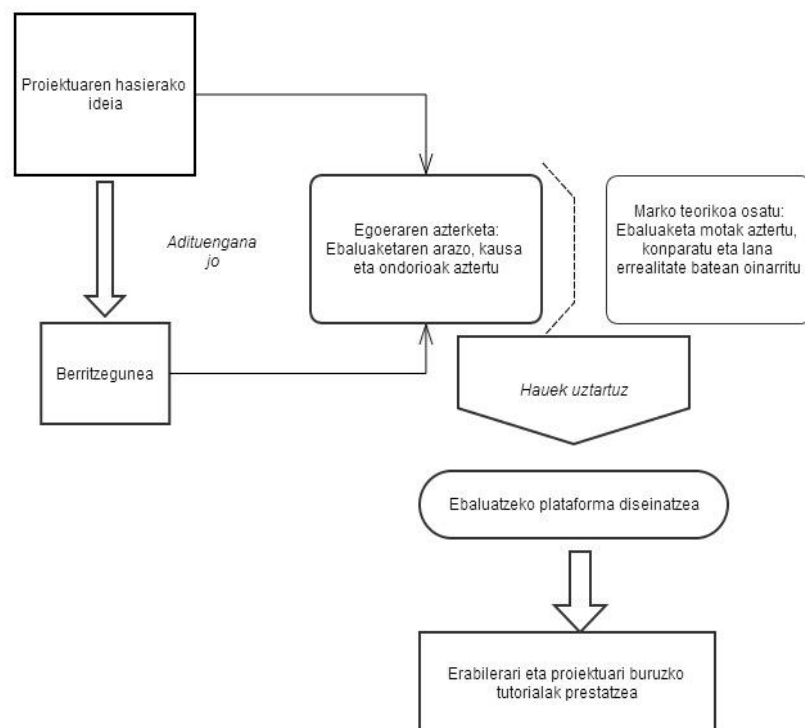 Proiektuaren hasierako
ideia
Adituengana
jo
Egoeraren azterketa:
Ebaluaketaren arazo, kausa
eta ondorioak aztertu
Marko teorikoa osatu:
Ebaluaketa motak aztertu,
konparatu eta lana
errealitate batean oinarritu
Berritzegunea
Hauek uztartuz
Ebaluatzeko plataforma diseinatzea
Erabilerari eta proiektuari buruzko
tutorialak prestatzea